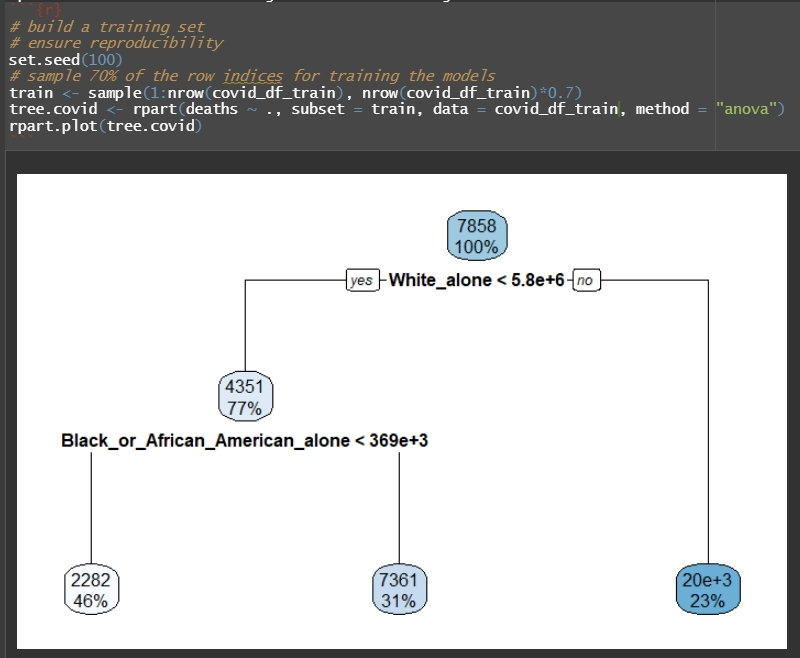 ```{r}
# build a training set
# ensure reproducibility
set.seed(100)
# sample 70% of the row indices for training the models
train <- sample(1:nrow(covid_df_train), nrow(covid_df_train)*0.7)
tree.covid <- rpart(deaths ~ ., subset = train, data = covid_df_train, method = "anova")
rpart.plot(tree.covid)
7858
100%
yes White_alone < 5.8e+6 no
4351
77%
Black_or_African_American_alone < 369e+3
2282
46%
7361
31%
20e+3
23%